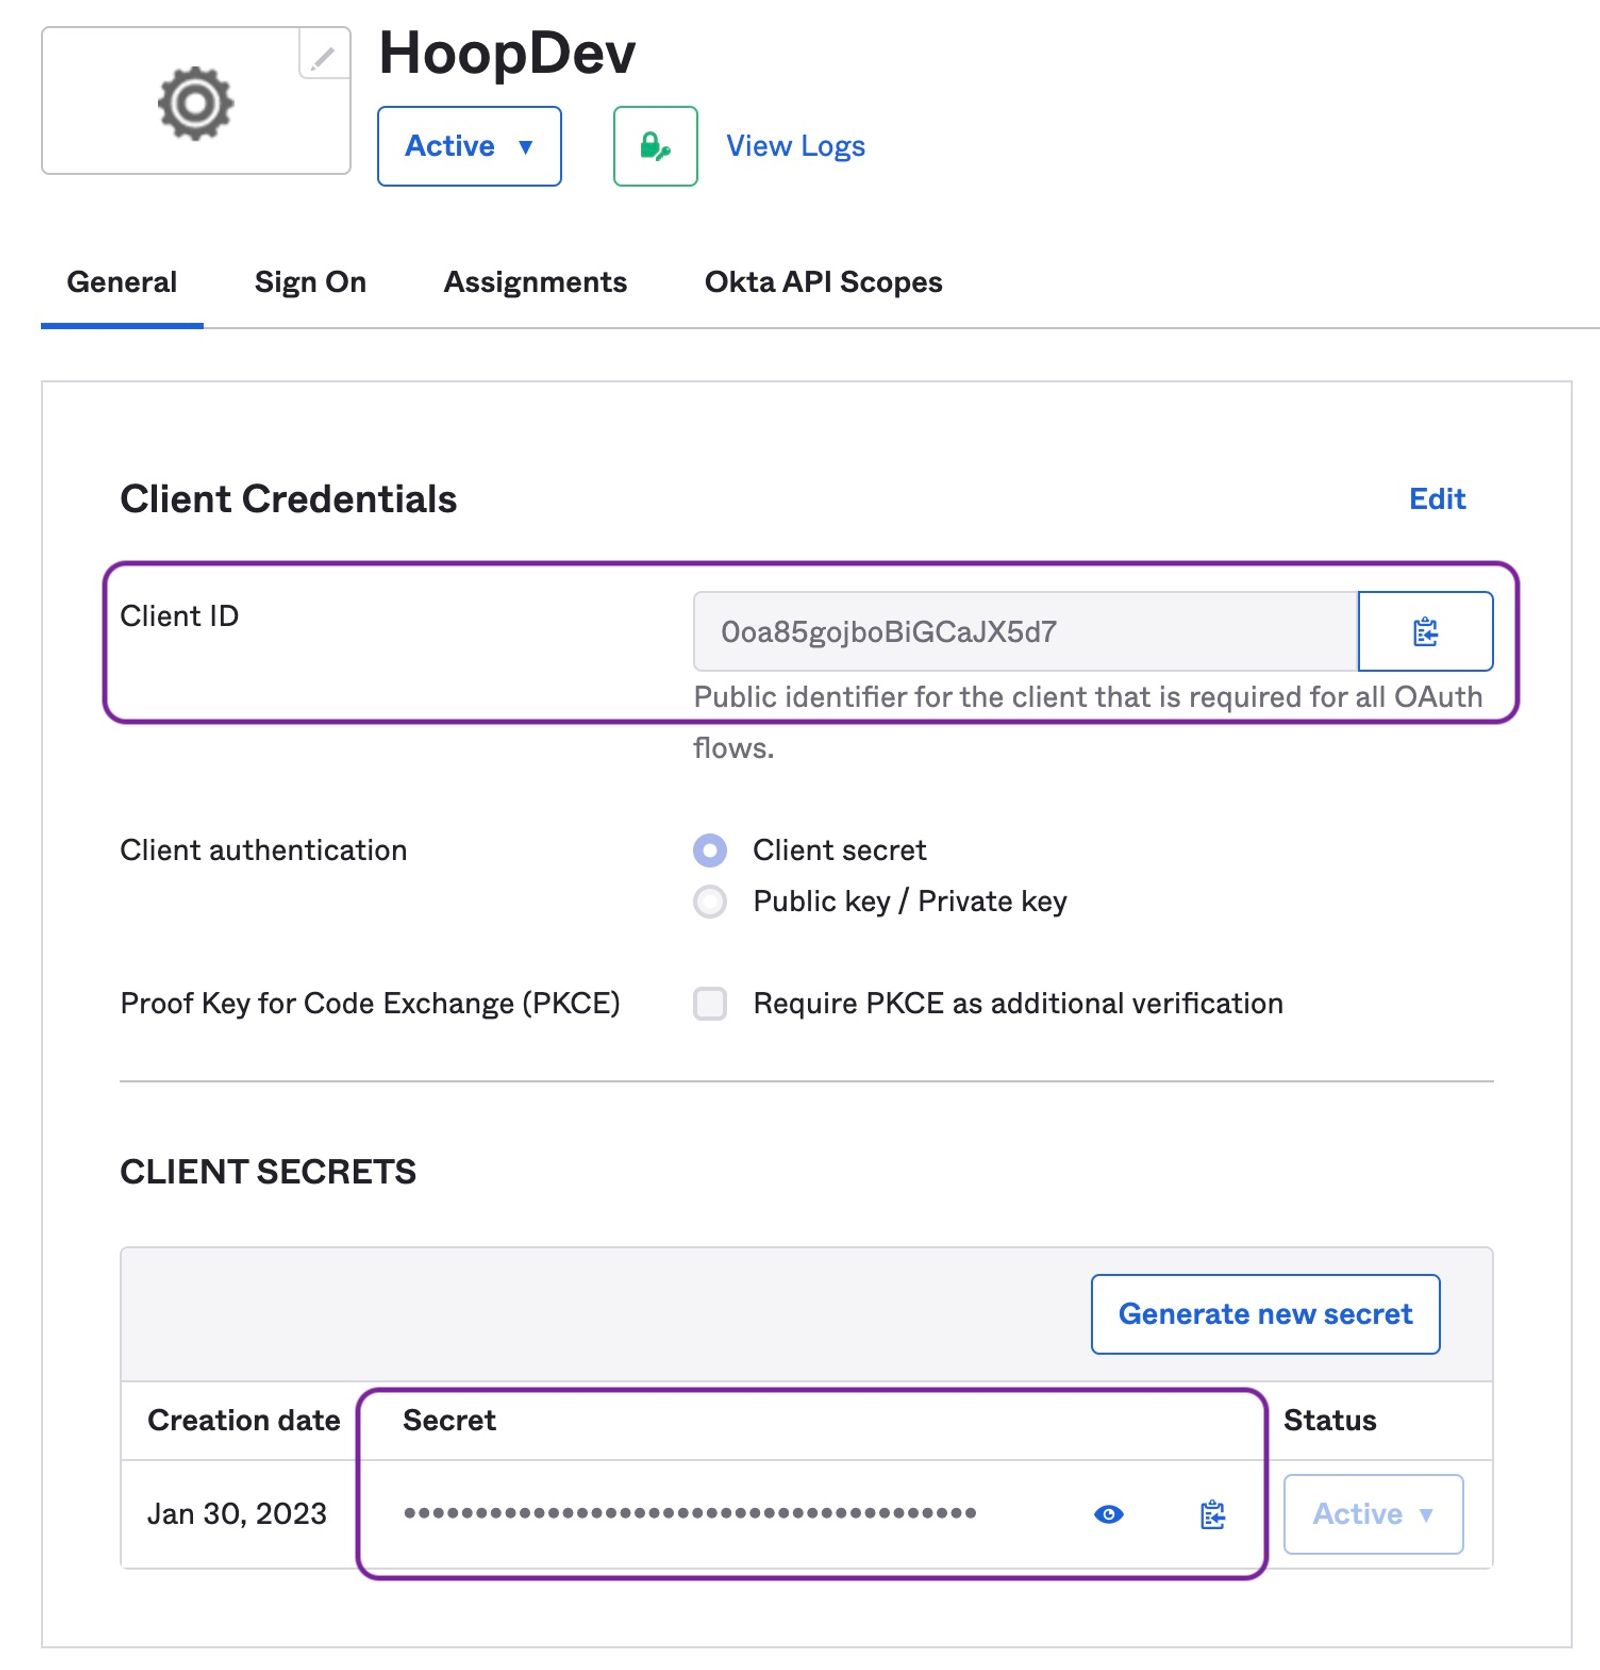 HoopDev
Active ▼
View Logs
General Sign On Assignments Okta API Scopes
Client Credentials
Edit
Client ID
0oa85gojboBiGCaJX5d7
Public identifier for the client that is required for all OAuth
flows.
Client authentication
Client secret
Public key / Private key
Proof Key for Code Exchange (PKCE)
Require PKCE as additional verification
CLIENT SECRETS
Generate new secret
Creation date Secret Status
Jan 30, 2023 •••••••••••••••••••••••••••••••••••••••• Active ▼